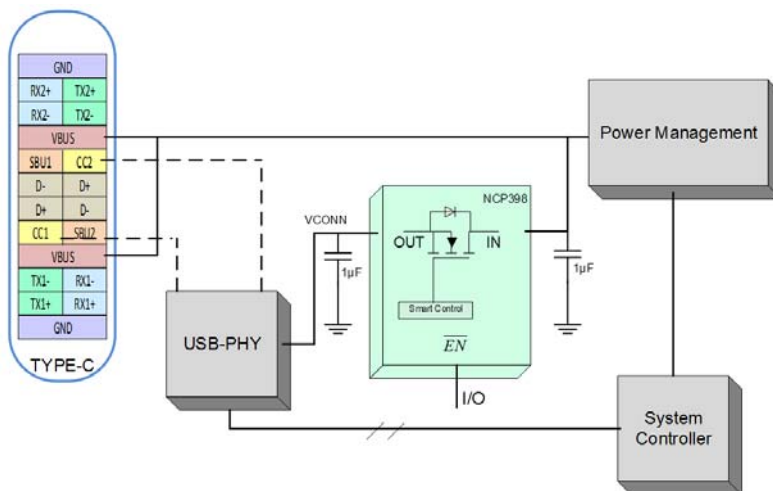 GND
RX2+ TX2+
RX2- TX2-
VBUS
SBU1 CC2
D- D+
D+ D-
CC1 SBU2
VBUS
TX1- RX1-
TX1+ RX1+
GND
TYPE-C
Power Management
NCP398
VCONN
OUT IN
1µF
1µF
Smart Control
EN
USB-PHY
I/O
System
Controller